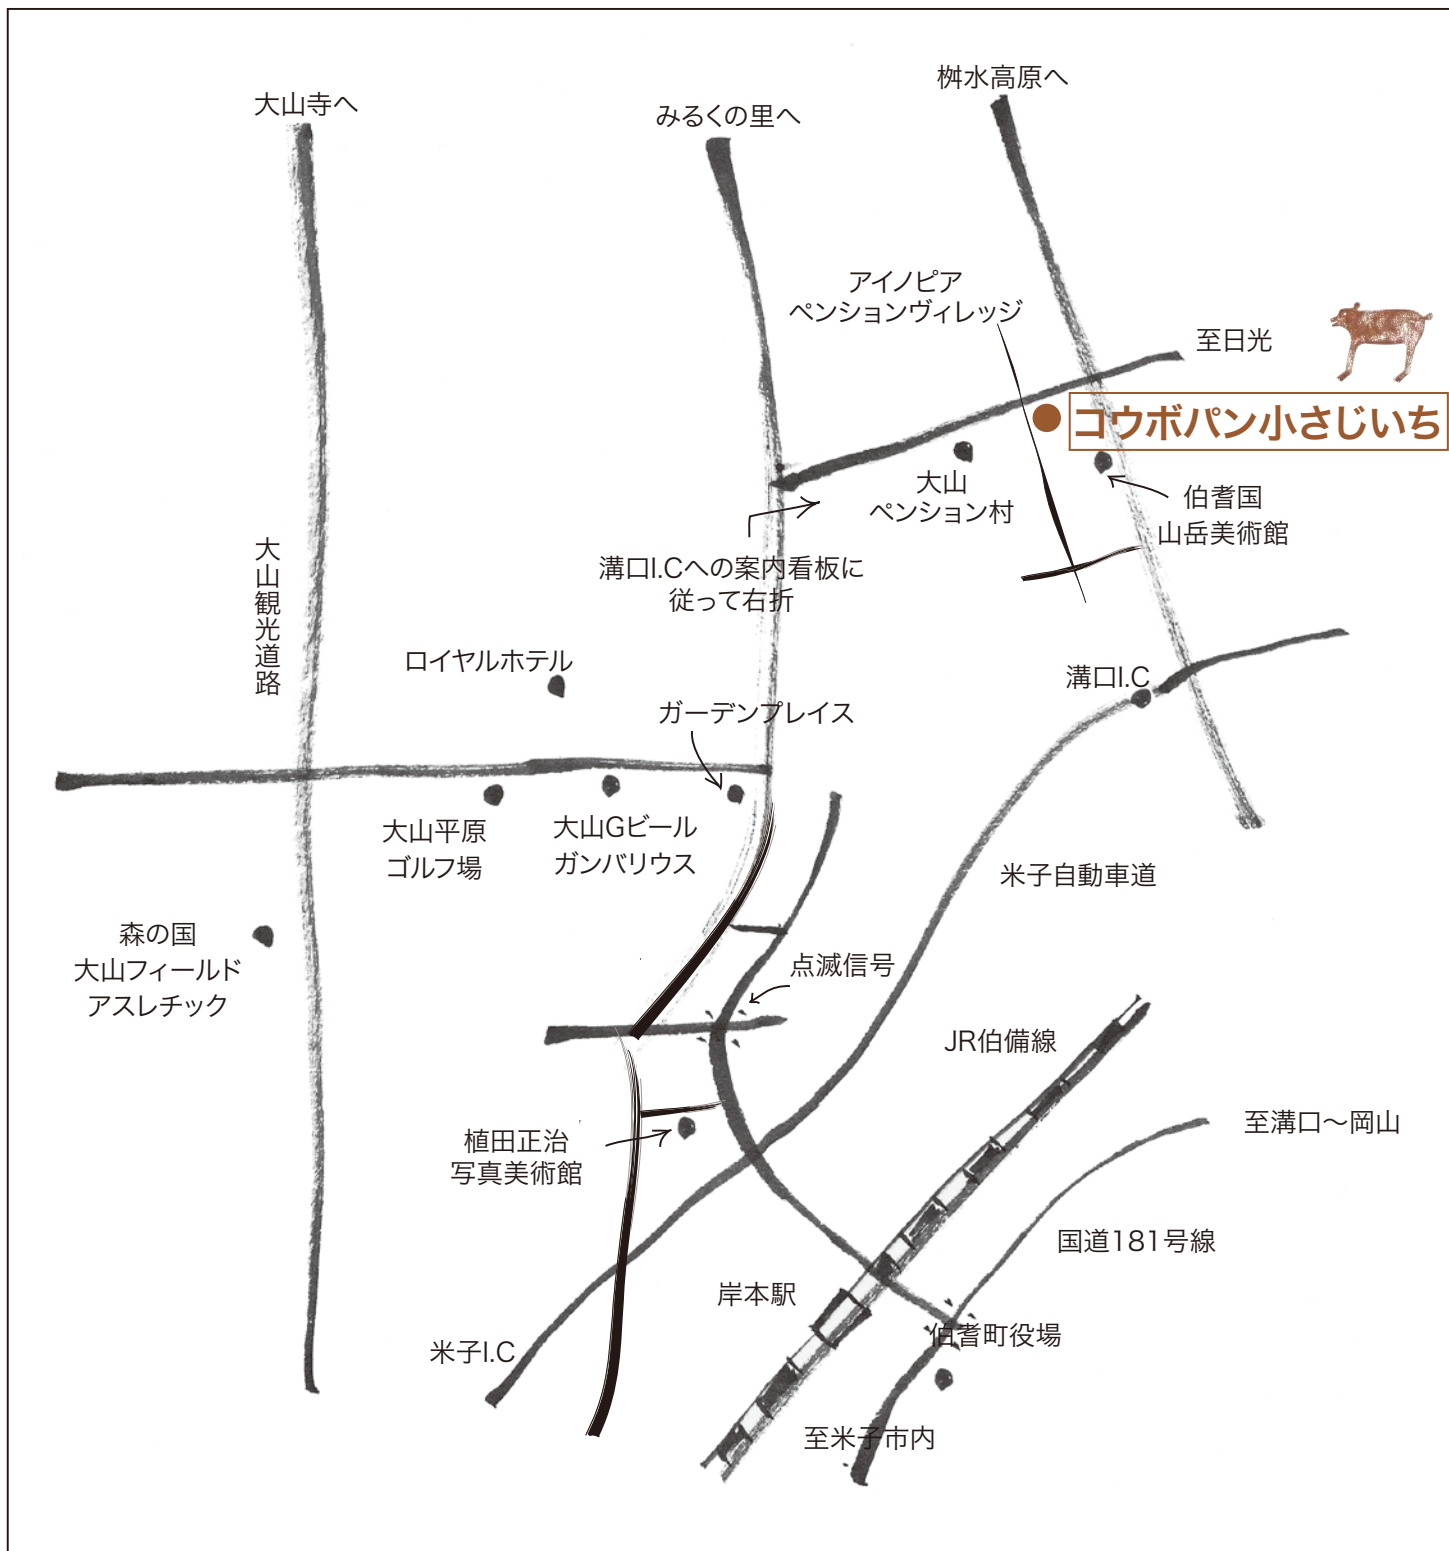 桝水高原へ
大山寺へ
みるくの里へ
アイノピア
ペンションヴィレッジ
至日光
コウボパン小さじいち
大山
ペンション村
伯耆国
山岳美術館
大山観光道路
溝口I.Cへの案内看板に
従って右折
ロイヤルホテル
溝口I.C
ガーデンプレイス
大山平原
ゴルフ場
大山Gビール
ガンバリウス
米子自動車道
森の国
大山フィールド
アスレチック
点滅信号
JR伯備線
植田正治
写真美術館
至溝口～岡山
国道181号線
岸本駅
伯耆町役場
米子I.C
至米子市内